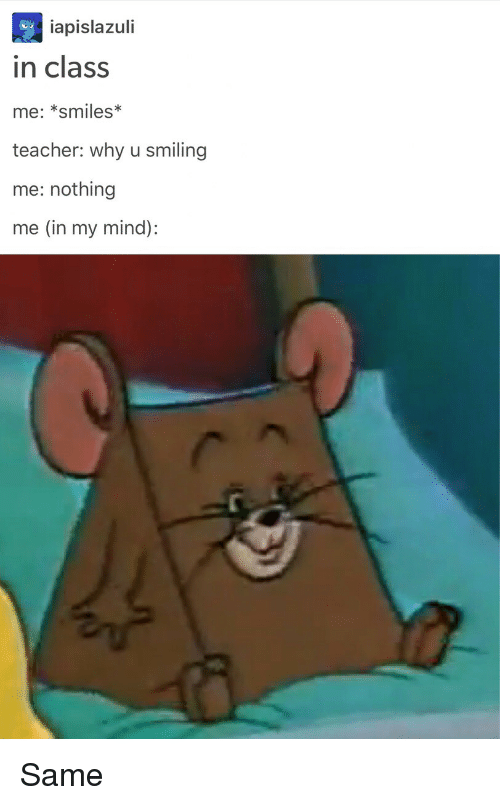 iapislazuli
in class
me: *smiles*
teacher: why u smiling
me: nothing
me (in my mind):
Same